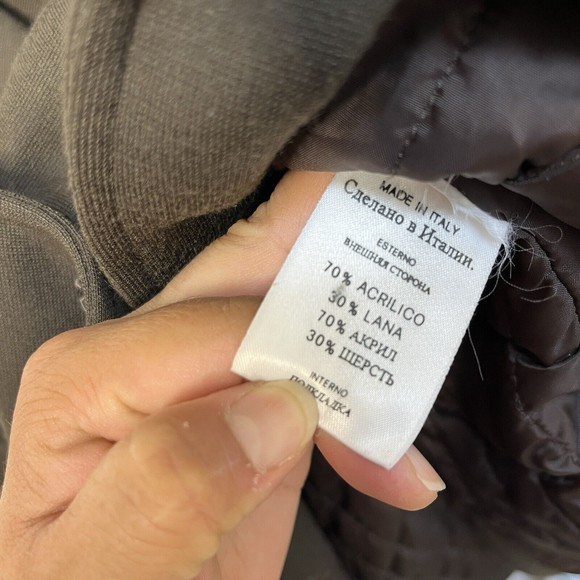 MADE IN ITALY
Сделано в Италии.
ESTERNO
ВНЕШНЯЯ СТОРОНА
70% ACRILICO
30% LANA
70% АКРИЛ
30% ШЕРСТЬ
INTERNO
ПОДКЛАДКА